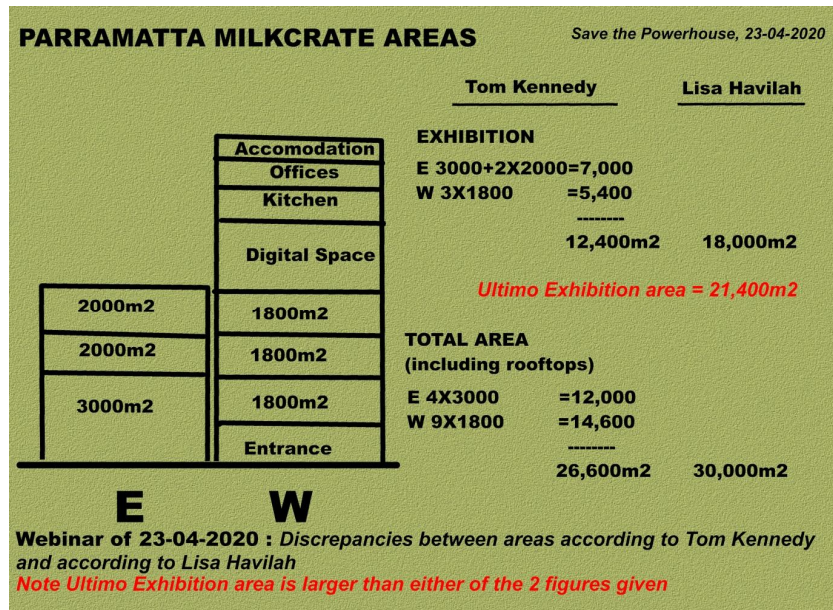 PARRAMATTA MILKCRATE AREAS
Save the Powerhouse, 23-04-2020
Tom Kennedy Lisa Havilah
EXHIBITION
E 3000+2X2000=7,000
W 3X1800 =5,400
--------
12,400m2 18,000m2
Ultimo Exhibition area = 21,400m2
TOTAL AREA
(including rooftops)
E 4X3000 =12,000
W 9X1800 =14,600
--------
26,600m2 30,000m2
Accomodation
Offices
Kitchen
Digital Space
2000m2
2000m2
3000m2
1800m2
1800m2
1800m2
Entrance
E W
Webinar of 23-04-2020 : Discrepancies between areas according to Tom Kennedy
and according to Lisa Havilah
Note Ultimo Exhibition area is larger than either of the 2 figures given